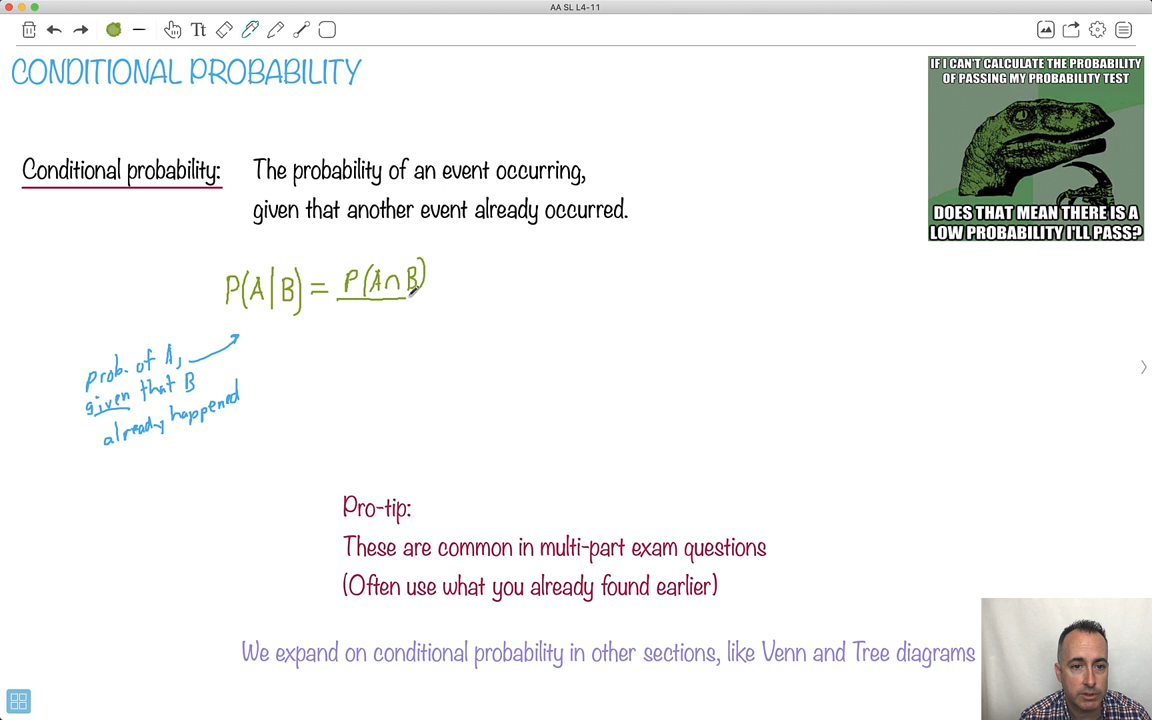 AA SL L4-11
Tt
CONDITIONAL PROBABILITY
IF I CAN'T CALCULATE THE PROBABILITY
OF PASSING MY PROBABILITY TEST
DOES THAT MEAN THERE IS A
LOW PROBABILITY I'LL PASS?
Conditional probability:
The probability of an event occurring,
given that another event already occurred.
P(A|B) = P(A∩B)
prob. of A,
given that B
already happened
Pro-tip:
These are common in multi-part exam questions
(Often use what you already found earlier)
We expand on conditional probability in other sections, like Venn and Tree diagrams